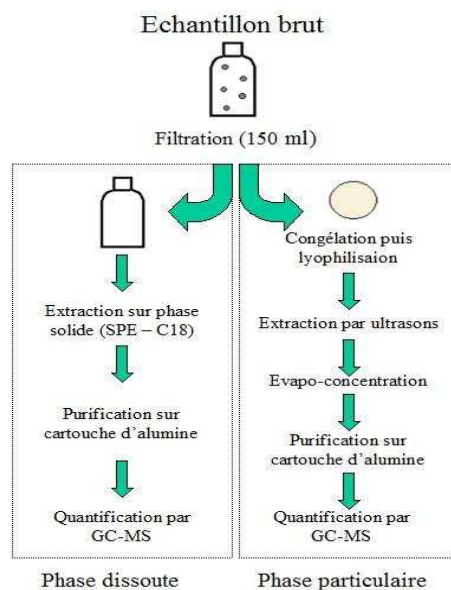 Echantillon brut
Filtration (150 ml)
Extraction sur phase
solide (SPE – C18)
Purification sur
cartouche d'alumine
Quantification par
GC-MS
Phase dissoute
Congélation puis
lyophilisaion
Extraction par ultrasons
Evapo-concentration
Purification sur
cartouche d'alumine
Quantification par
GC-MS
Phase particulaire